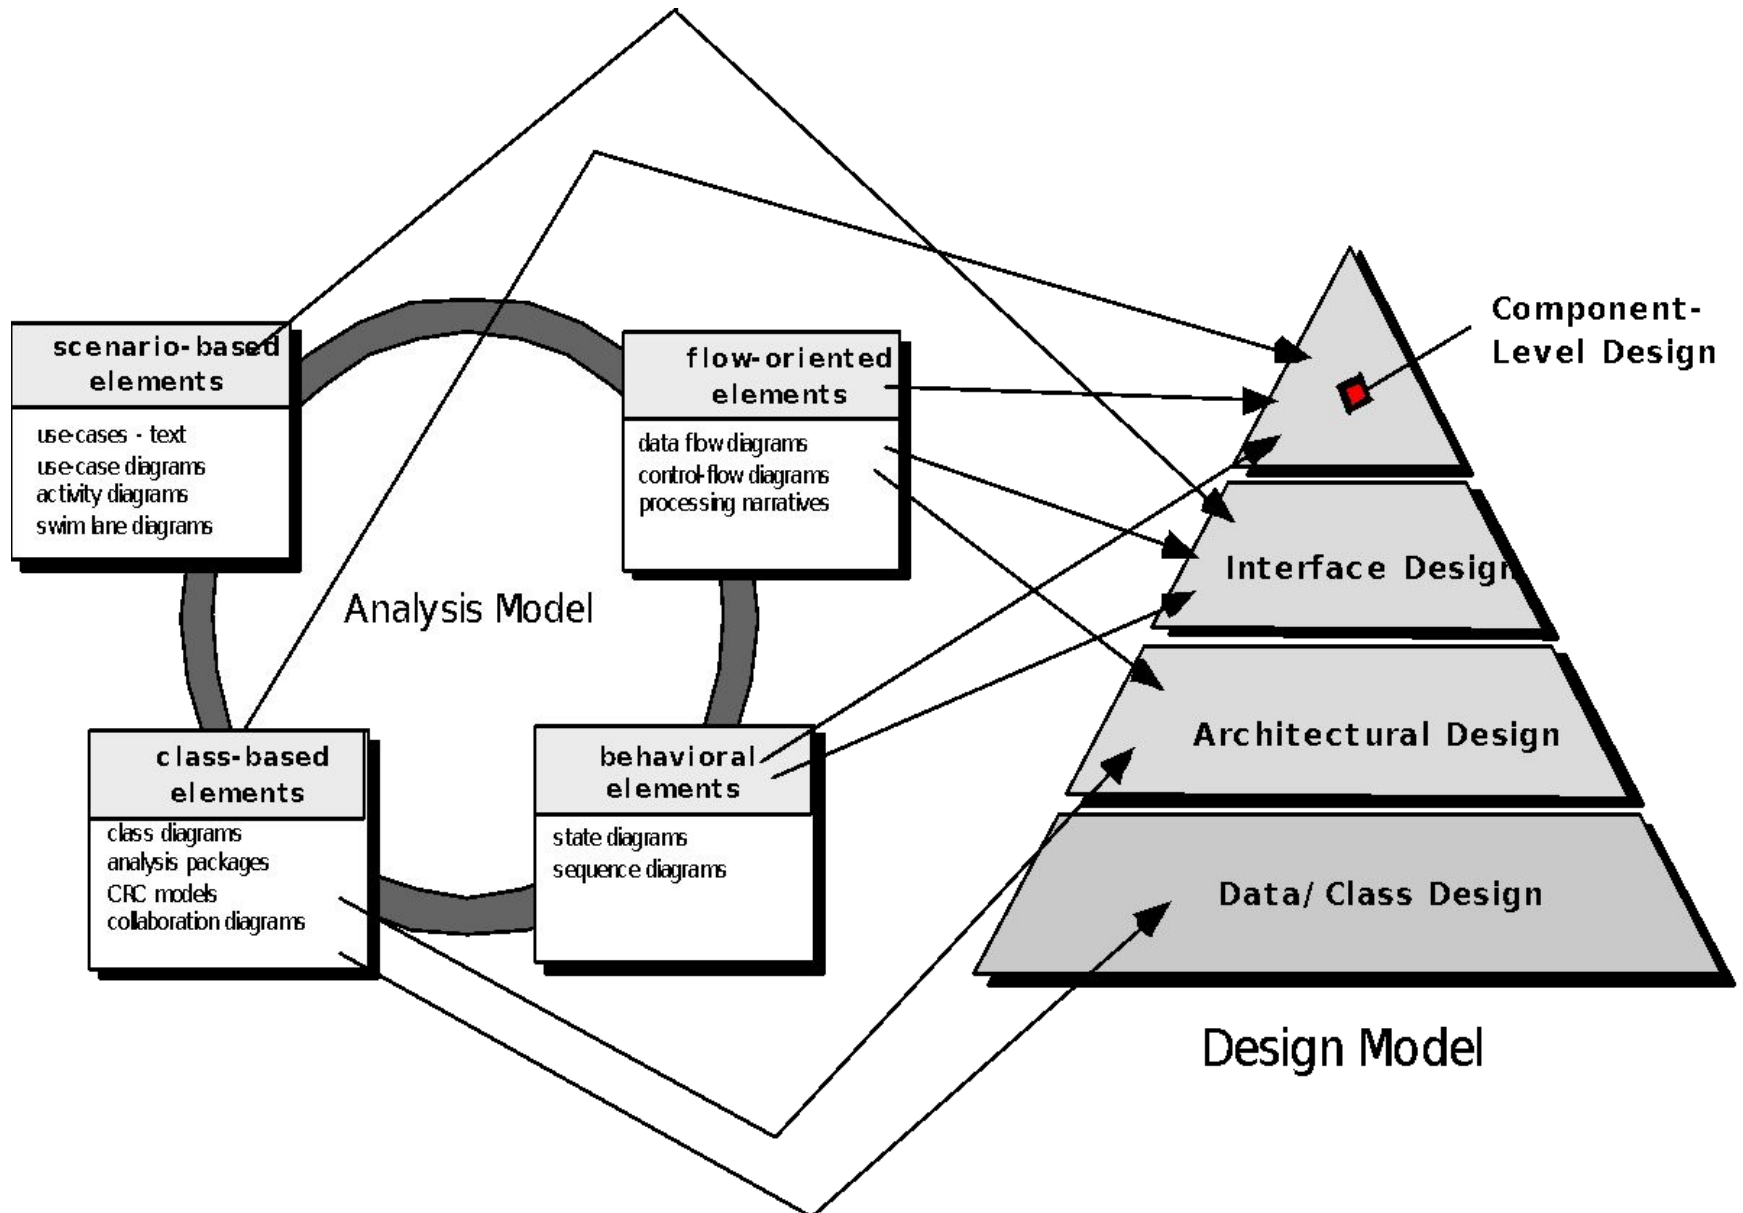 scenario-based
elements
use-cases - text
use-case diagrams
activity diagrams
swim lane diagrams
flow-oriented
elements
data flow diagrams
control-flow diagrams
processing narratives
Analysis Model
class-based
elements
class diagrams
analysis packages
CRC models
collaboration diagrams
behavioral
elements
state diagrams
sequence diagrams
Component-
Level Design
Interface Design
Architectural Design
Data/ Class Design
Design Model